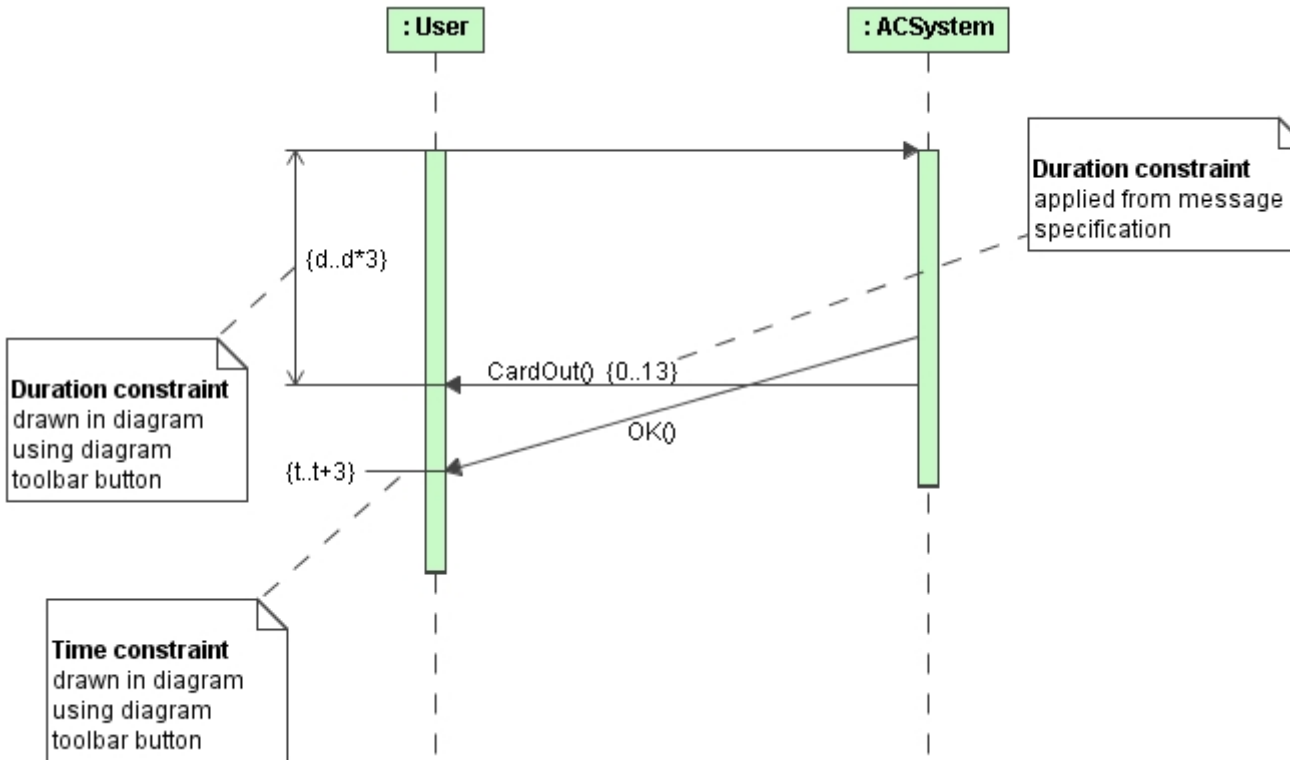 : User
: ACSystem
Duration constraint
applied from message
specification
{d..d*3}
Duration constraint
drawn in diagram
using diagram
toolbar button
CardOut() {0..13}
OK()
{t..t+3}
Time constraint
drawn in diagram
using diagram
toolbar button